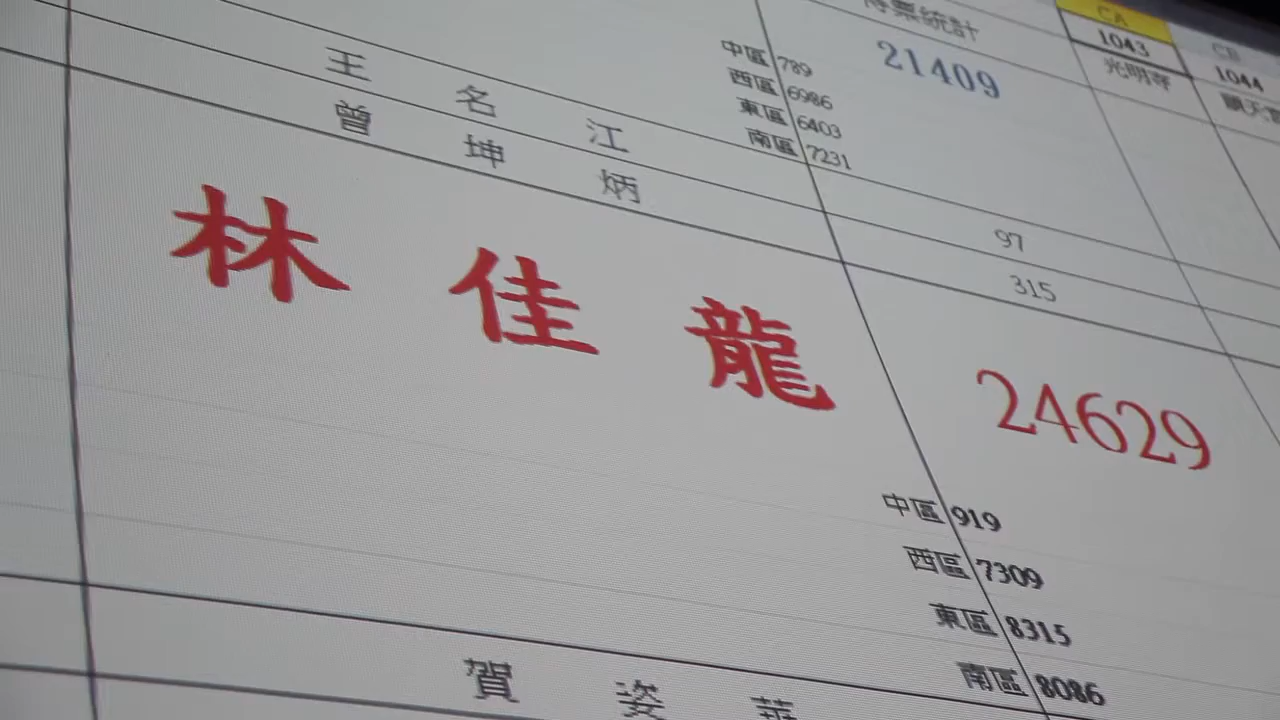 得票統計
CA
CB
1043
1044
光明寺
21409
中區 789
西區 6986
東區 6403
南區 7231
王名江 97
曾坤炳 315
林佳龍 24629
中區 919
西區 7309
東區 8315
南區 8086
賀姿華